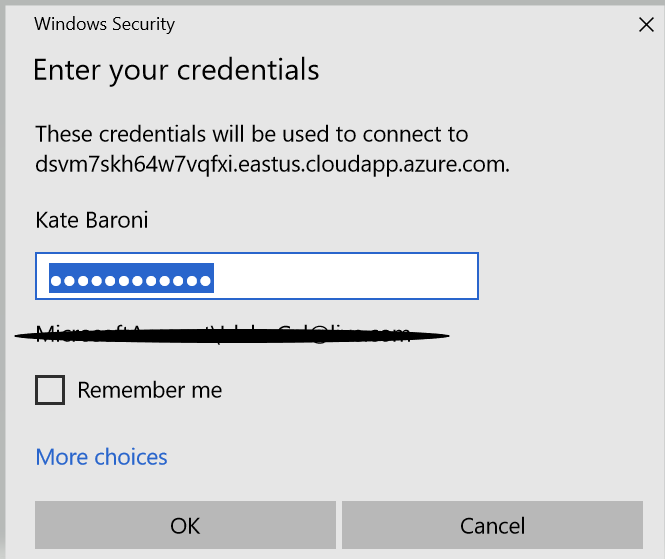 Windows Security
Enter your credentials
These credentials will be used to connect to
dsvm7skh64w7vqfxi.eastus.cloudapp.azure.com.
Kate Baroni
Remember me
More choices
OK
Cancel